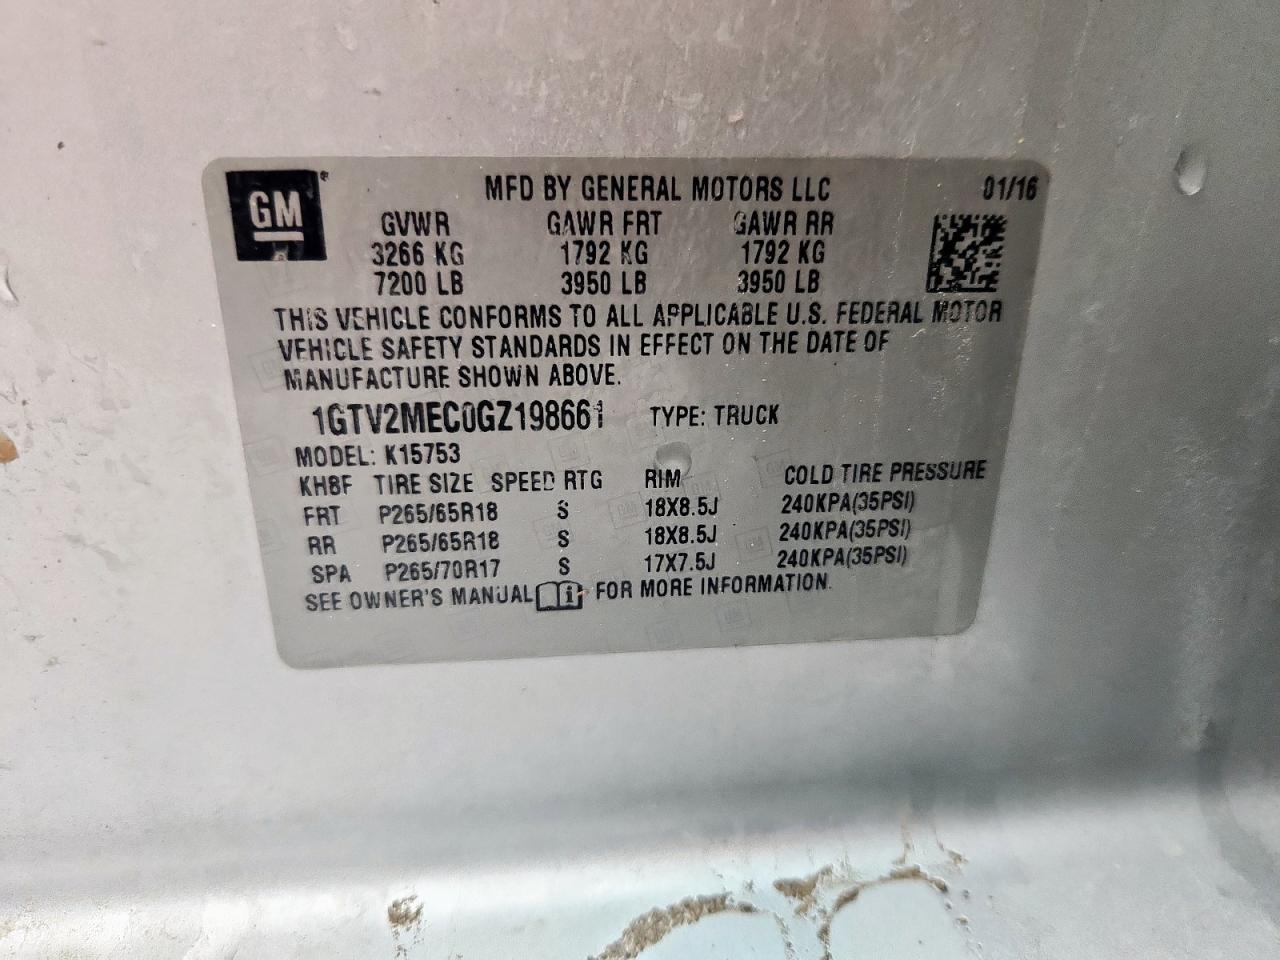 GM
MFD BY GENERAL MOTORS LLC 01/16
GVWR GAWR FRT GAWR RR
3266 KG 1792 KG 1792 KG
7200 LB 3950 LB 3950 LB
THIS VEHICLE CONFORMS TO ALL APPLICABLE U.S. FEDERAL MOTOR
VEHICLE SAFETY STANDARDS IN EFFECT ON THE DATE OF
MANUFACTURE SHOWN ABOVE.
1GTV2MEC0GZ198661 TYPE: TRUCK
MODEL: K15753
KH8F TIRE SIZE SPEED RTG RIM COLD TIRE PRESSURE
FRT P265/65R18 S 18X8.5J 240KPA(35PSI)
RR P265/65R18 S 18X8.5J 240KPA(35PSI)
SPA P265/70R17 S 17X7.5J 240KPA(35PSI)
SEE OWNER'S MANUAL FOR MORE INFORMATION.